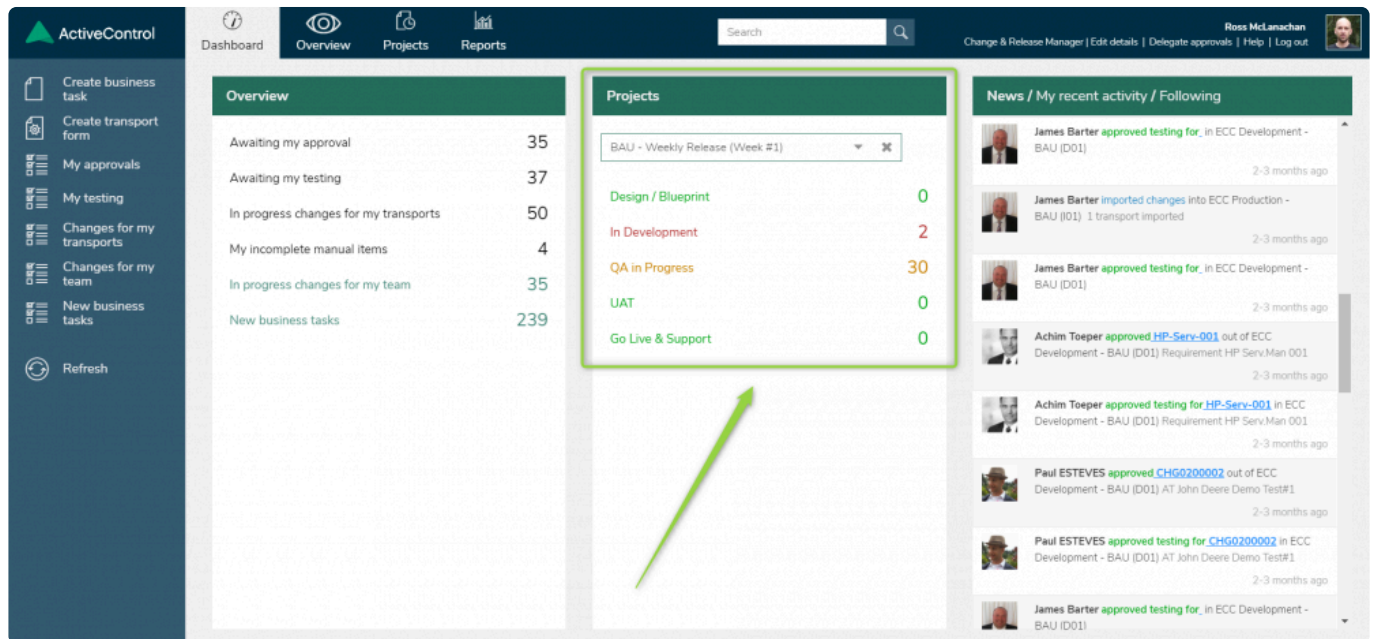 ActiveControl
Dashboard
Overview
Projects
Reports
Search
Ross McLanachan
Change & Release Manager | Edit details | Delegate approvals | Help | Log out
Create business
task
Create transport
form
My approvals
My testing
Changes for my
transports
Changes for my
team
New business
tasks
Refresh
Overview
Awaiting my approval 35
Awaiting my testing 37
In progress changes for my transports 50
My incomplete manual items 4
In progress changes for my team 35
New business tasks 239
Projects
BAU - Weekly Release (Week #1)
Design / Blueprint 0
In Development 2
QA in Progress 30
UAT 0
Go Live & Support 0
News / My recent activity / Following
James Barter approved testing for in ECC Development -
BAU (D01)
2-3 months ago
James Barter imported changes into ECC Production -
BAU (I01) 1 transport imported
2-3 months ago
James Barter approved testing for in ECC Development -
BAU (D01)
2-3 months ago
Achim Toeper approved HP-Serv-001 out of ECC
Development - BAU (D01) Requirement HP Serv.Man 001
2-3 months ago
Achim Toeper approved testing for HP-Serv-001 in ECC
Development - BAU (D01) Requirement HP Serv.Man 001
2-3 months ago
Paul ESTEVES approved CHG0200002 out of ECC
Development - BAU (D01) AT John Deere Demo Test#1
2-3 months ago
Paul ESTEVES approved testing for CHG0200002 in ECC
Development - BAU (D01) AT John Deere Demo Test#1
2-3 months ago
James Barter approved testing for in ECC Development -
BAU (D01)